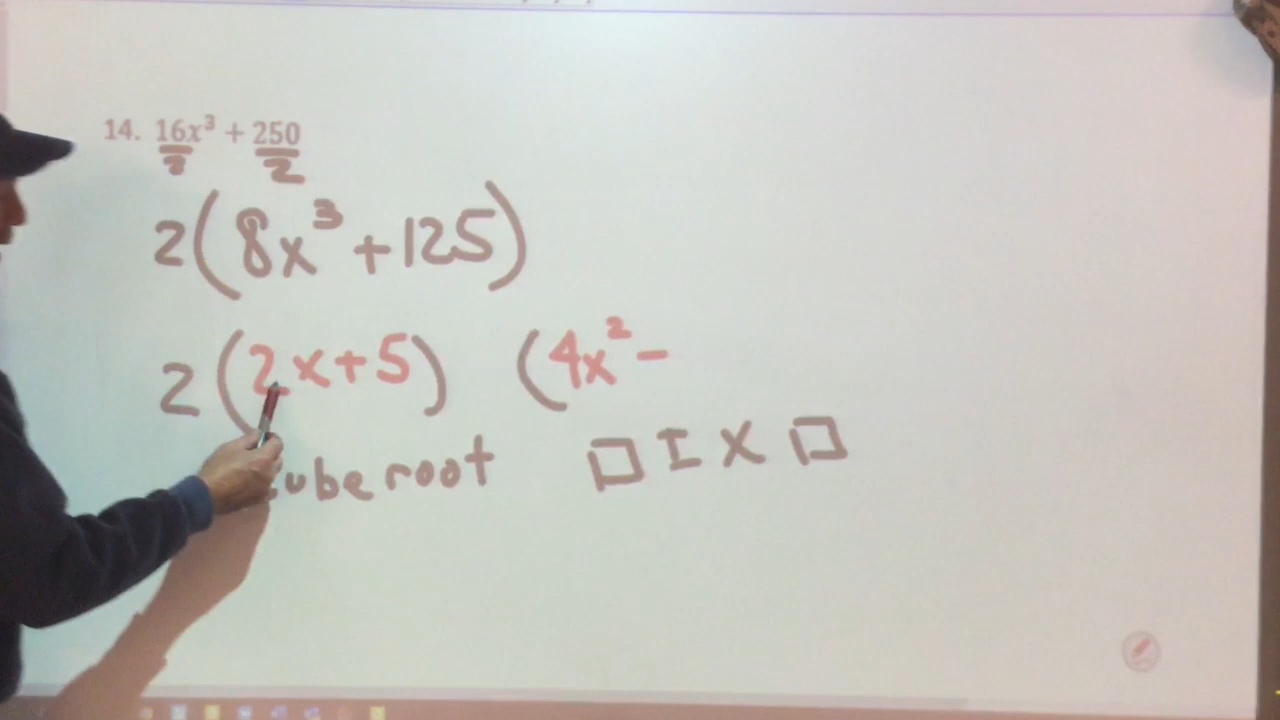 14. 16x³ + 250
2 2
2(8x³ + 125)
2(2x+5) (4x² −
cube root □ I X □